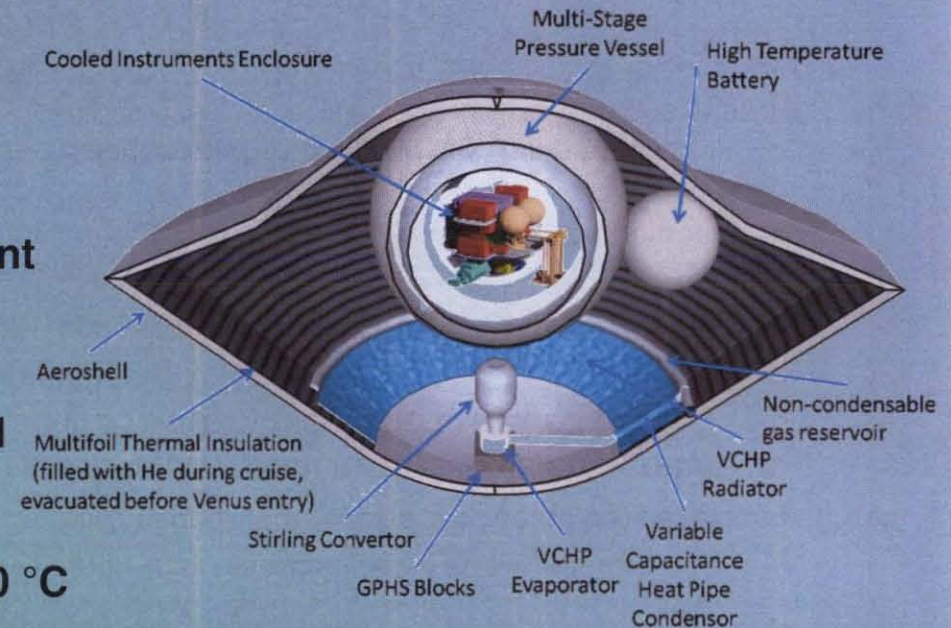 Multi-Stage
Pressure Vessel
Cooled Instruments Enclosure
High Temperature
Battery
Aeroshell
Multifoil Thermal Insulation
(filled with He during cruise,
evacuated before Venus entry)
Non-condensable
gas reservoir
VCHP
Radiator
Stirling Convertor
GPHS Blocks
VCHP
Evaporator
Variable
Capacitance
Heat Pipe
Condensor
nt
0 °C